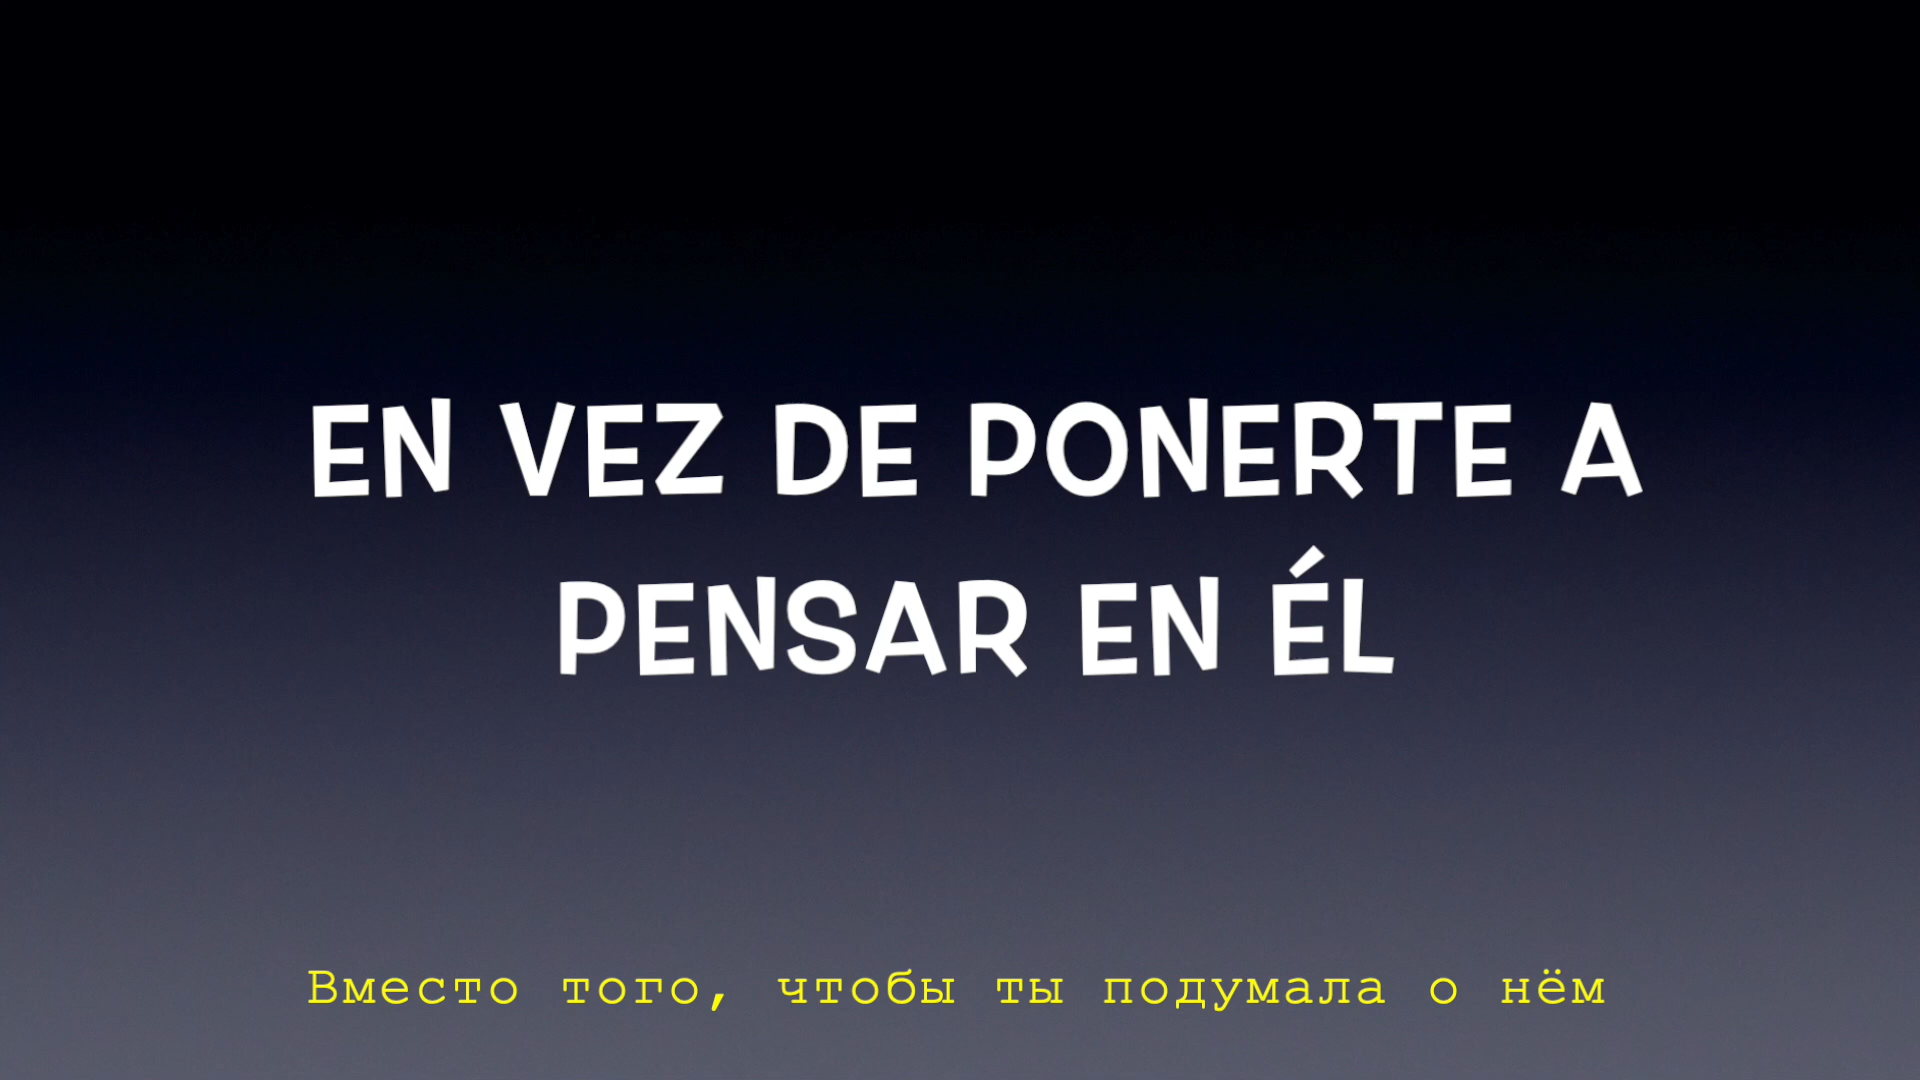 EN VEZ DE PONERTE A
PENSAR EN ÉL
Вместо того, чтобы ты подумала о нём